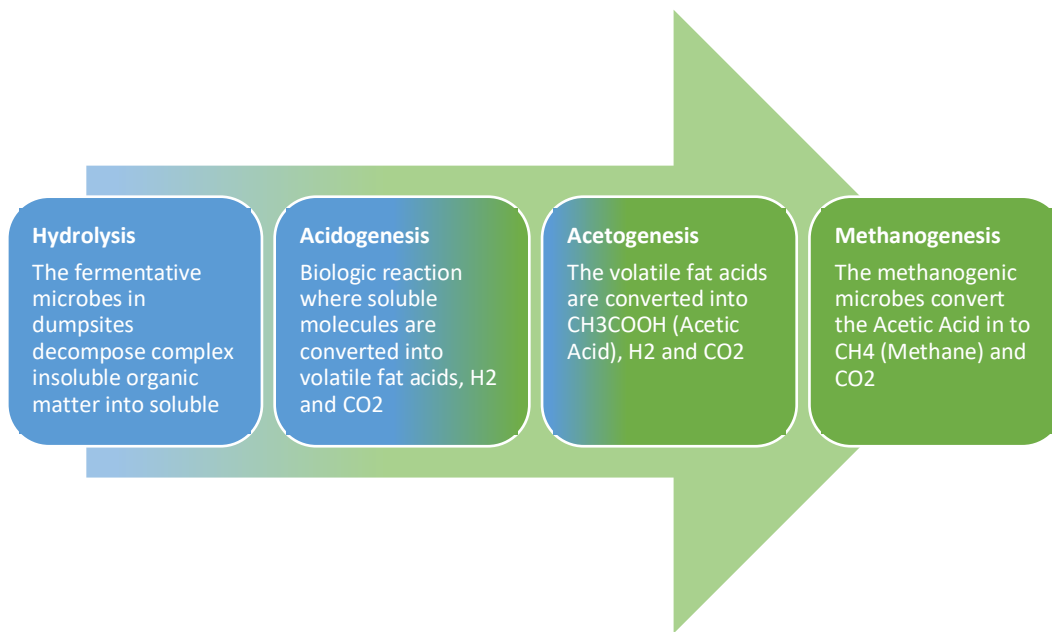 Hydrolysis
The fermentative
microbes in
dumpsites
decompose complex
insoluble organic
matter into soluble
Acidogenesis
Biologic reaction
where soluble
molecules are
converted into
volatile fat acids, H2
and CO2
Acetogenesis
The volatile fat acids
are converted into
CH3COOH (Acetic
Acid), H2 and CO2
Methanogenesis
The methanogenic
microbes convert
the Acetic Acid in to
CH4 (Methane) and
CO2